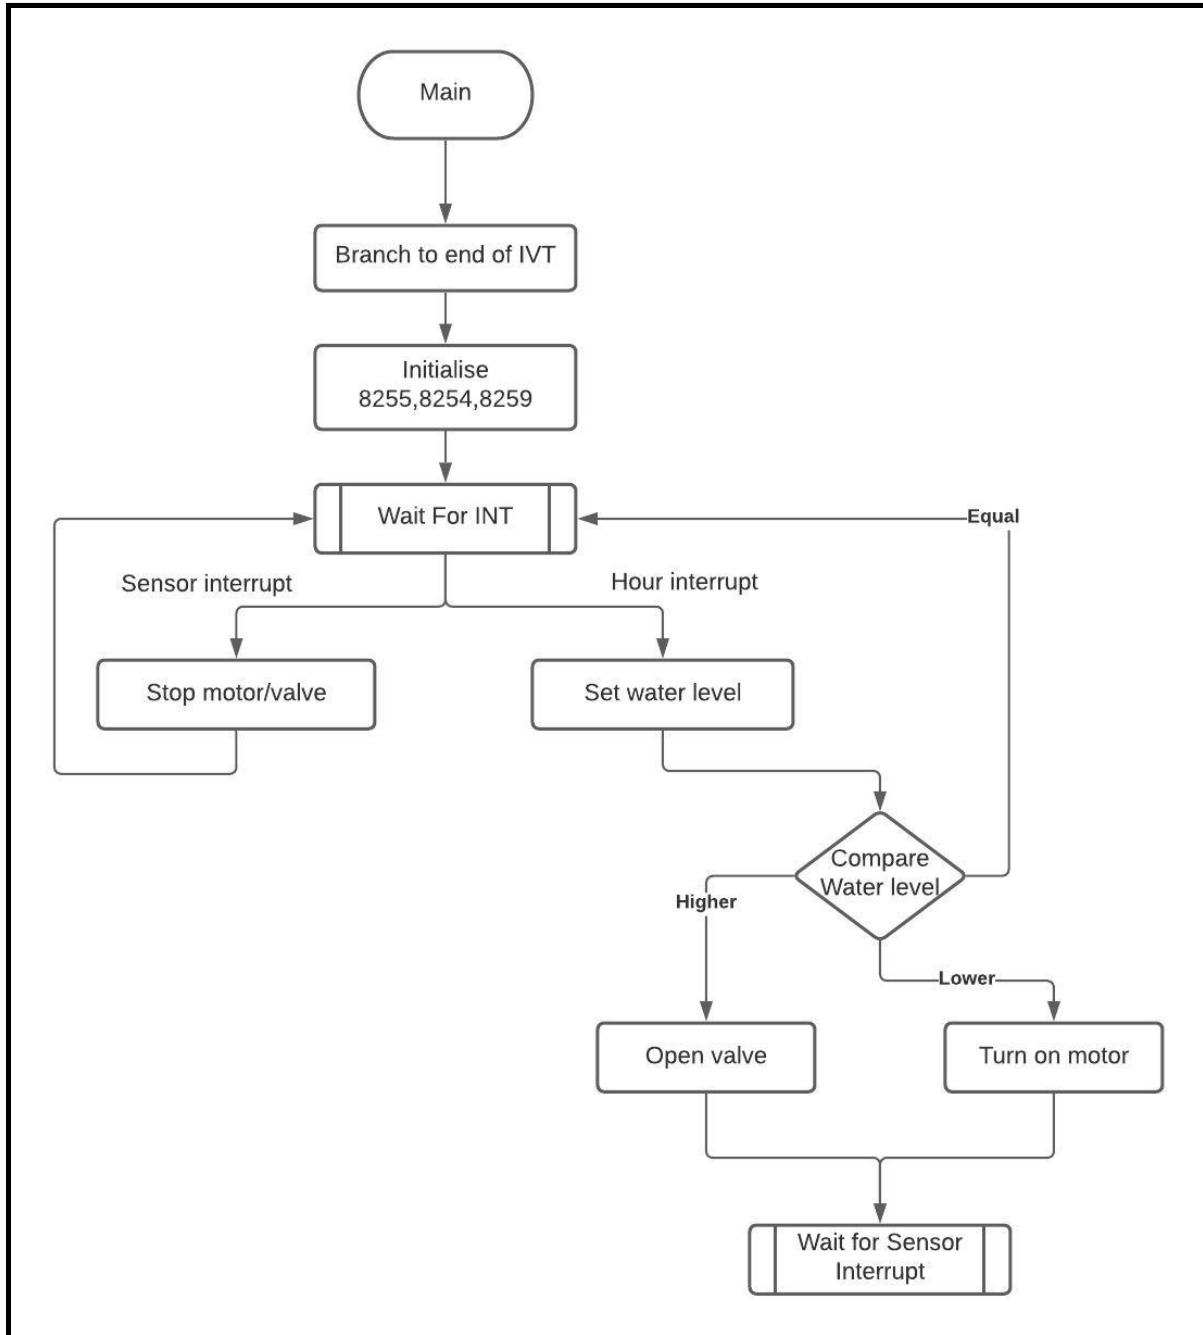 Main
Branch to end of IVT
Initialise
8255,8254,8259
Wait For INT
Equal
Sensor interrupt
Hour interrupt
Stop motor/valve
Set water level
Compare
Water level
Higher
Lower
Open valve
Turn on motor
Wait for Sensor
Interrupt